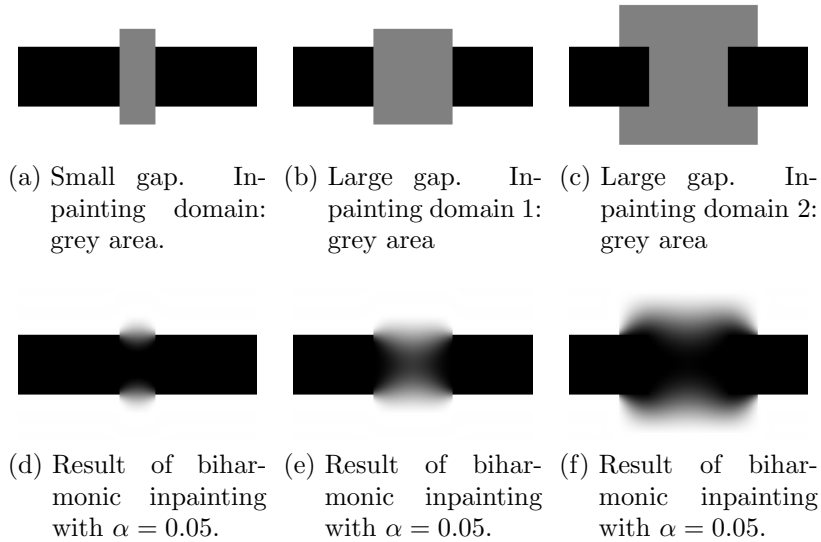 (a) Small gap. In-
painting domain:
grey area.
(b) Large gap. In-
painting domain 1:
grey area
(c) Large gap. In-
painting domain 2:
grey area
(d) Result of bihar-
monic inpainting
with α = 0.05.
(e) Result of bihar-
monic inpainting
with α = 0.05.
(f) Result of bihar-
monic inpainting
with α = 0.05.